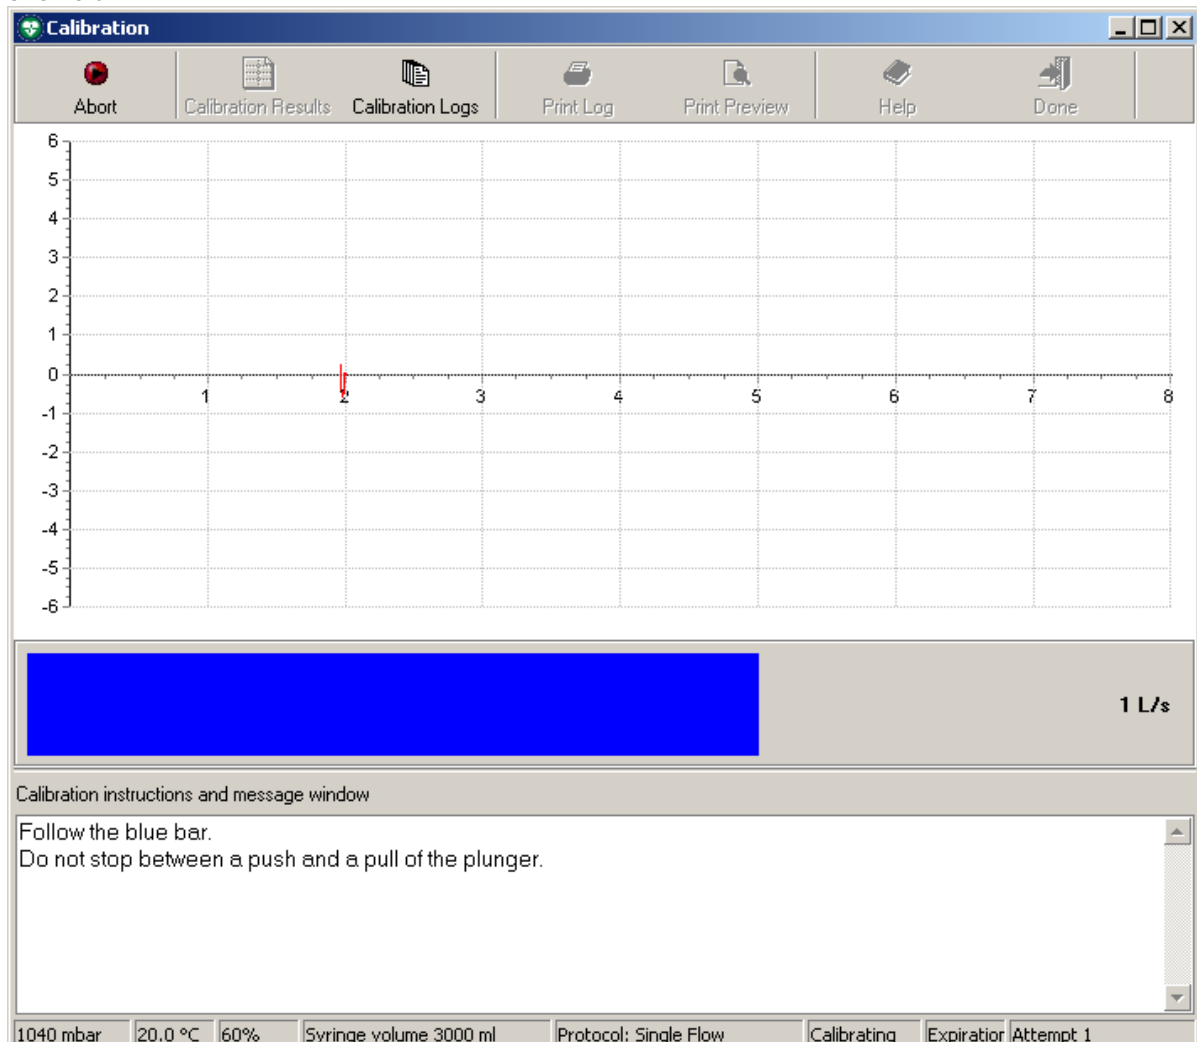 Calibration
Abort Calibration Results Calibration Logs Print Log Print Preview Help Done
6
5
4
3
2
1
0
1 2 3 4 5 6 7 8
-1
-2
-3
-4
-5
-6
1 L/s
Calibration instructions and message window
Follow the blue bar.
Do not stop between a push and a pull of the plunger.
1040 mbar 20.0 °C 60% Syringe volume 3000 ml Protocol: Single Flow Calibrating Expiration Attempt 1